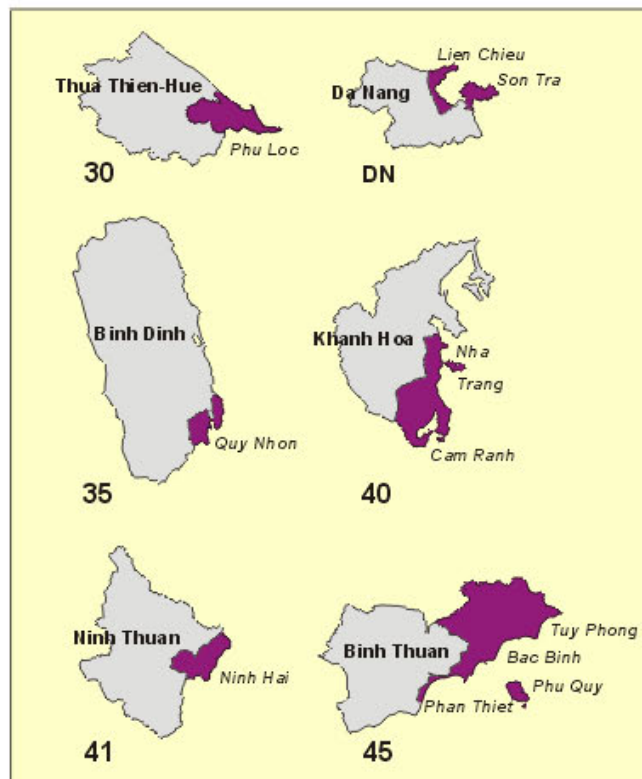 Thua Thien-Hue
Phu Loc
30
Lien Chieu
Son Tra
Da Nang
DN
Binh Dinh
Quy Nhon
35
Khanh Hoa
Nha
Trang
Cam Ranh
40
Ninh Thuan
Ninh Hai
41
Binh Thuan
Tuy Phong
Bac Binh
Phu Quy
Phan Thiet
45